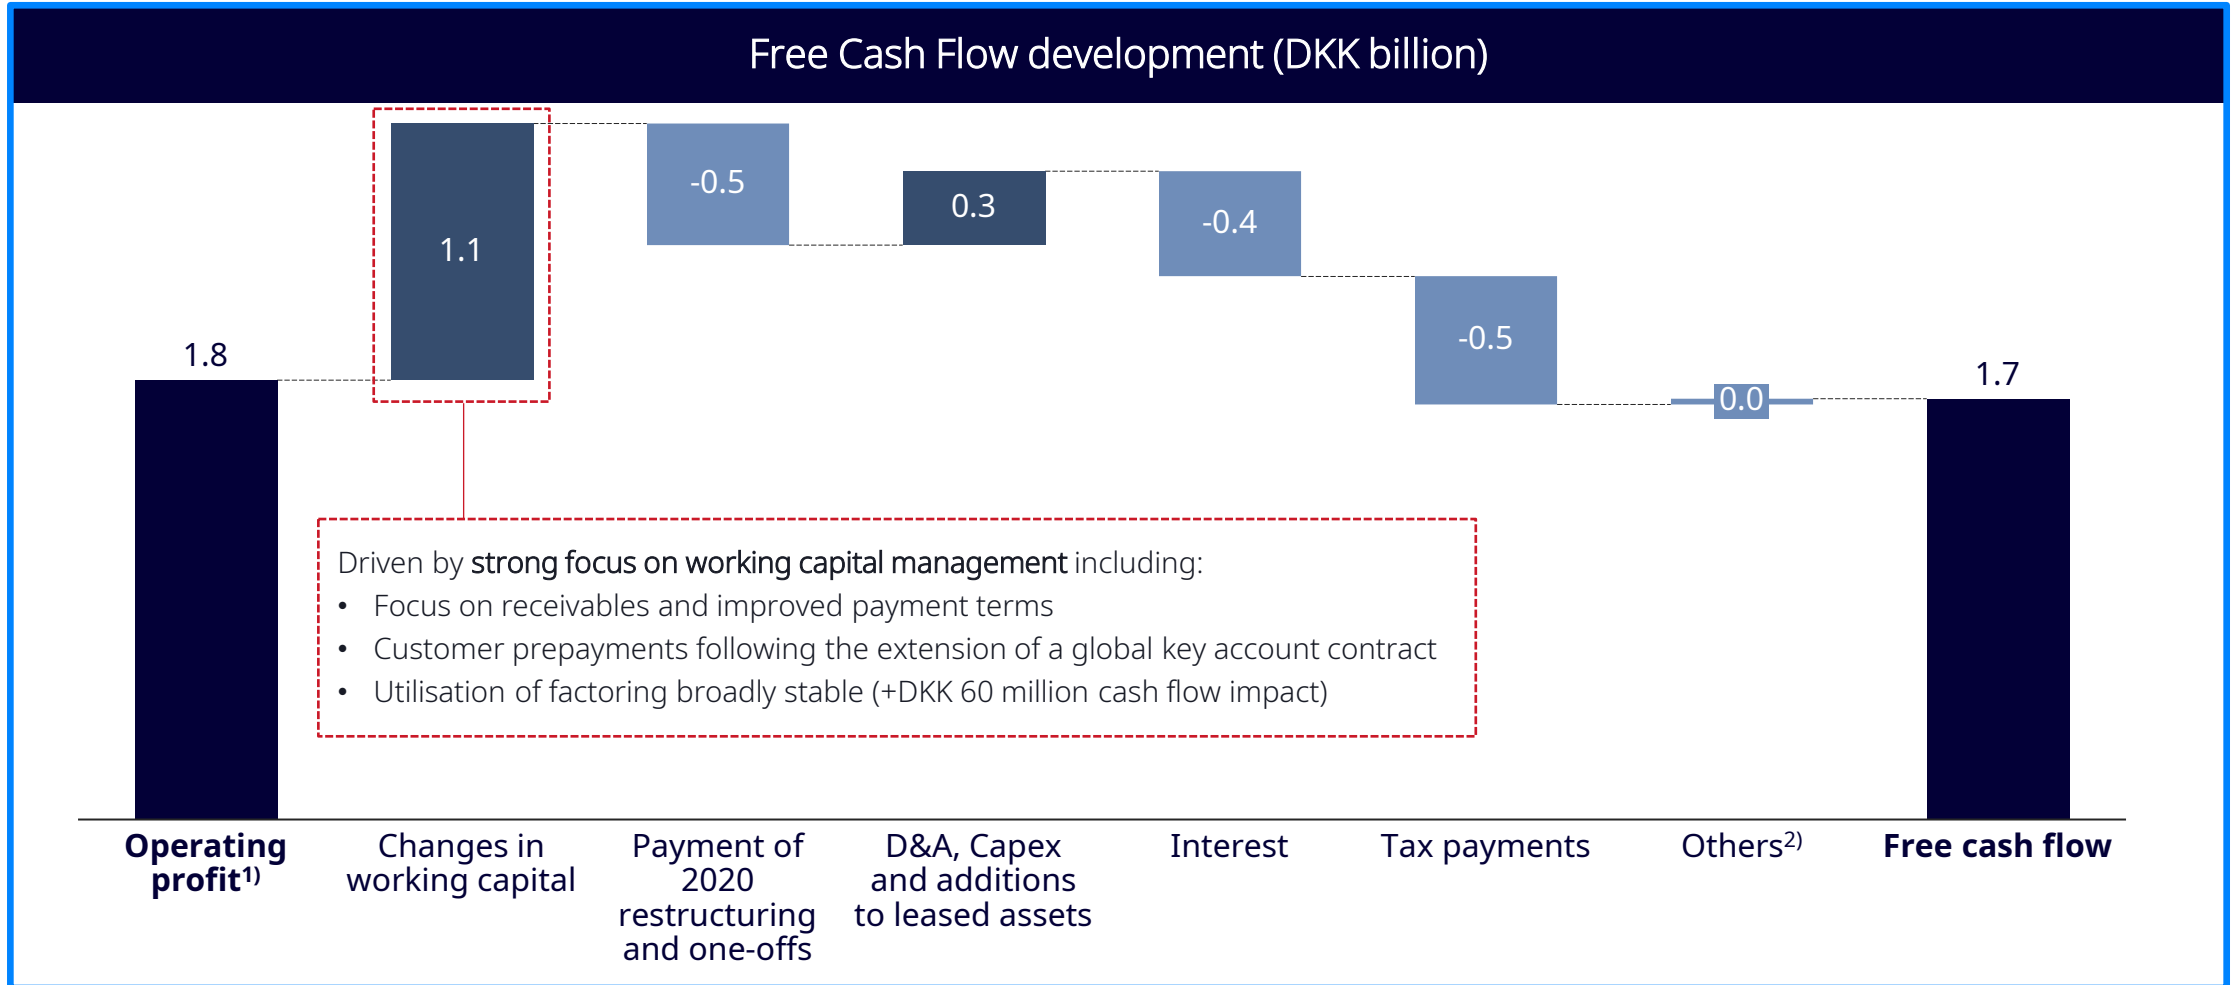 Free Cash Flow development (DKK billion)
1.8
1.1
-0.5
0.3
-0.4
-0.5
0.0
1.7
Driven by strong focus on working capital management including:
• Focus on receivables and improved payment terms
• Customer prepayments following the extension of a global key account contract
• Utilisation of factoring broadly stable (+DKK 60 million cash flow impact)
Operating
profit¹⁾
Changes in
working capital
Payment of
2020
restructuring
and one-offs
D&A, Capex
and additions
to leased assets
Interest
Tax payments
Others²⁾
Free cash flow